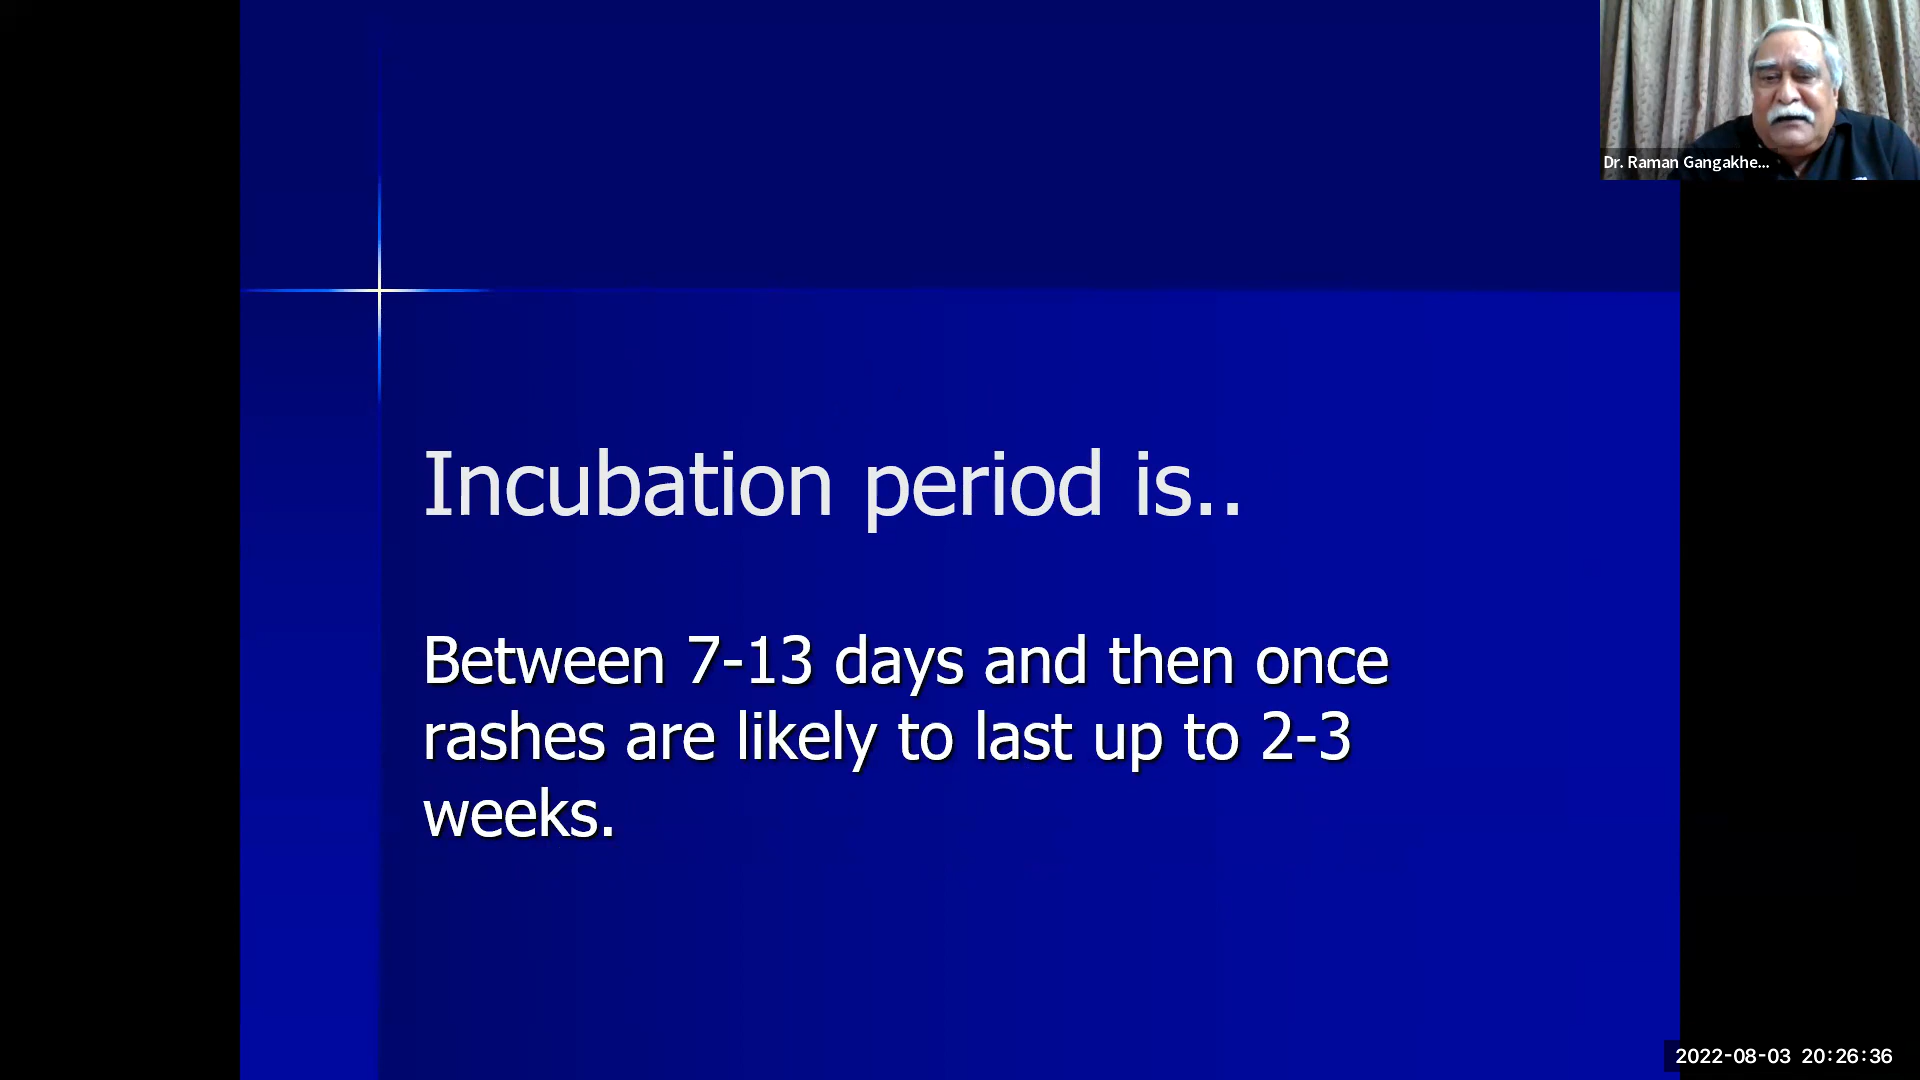 Dr. Raman Gangakhe...
Incubation period is..
Between 7-13 days and then once
rashes are likely to last up to 2-3
weeks.
2022-08-03 20:26:36